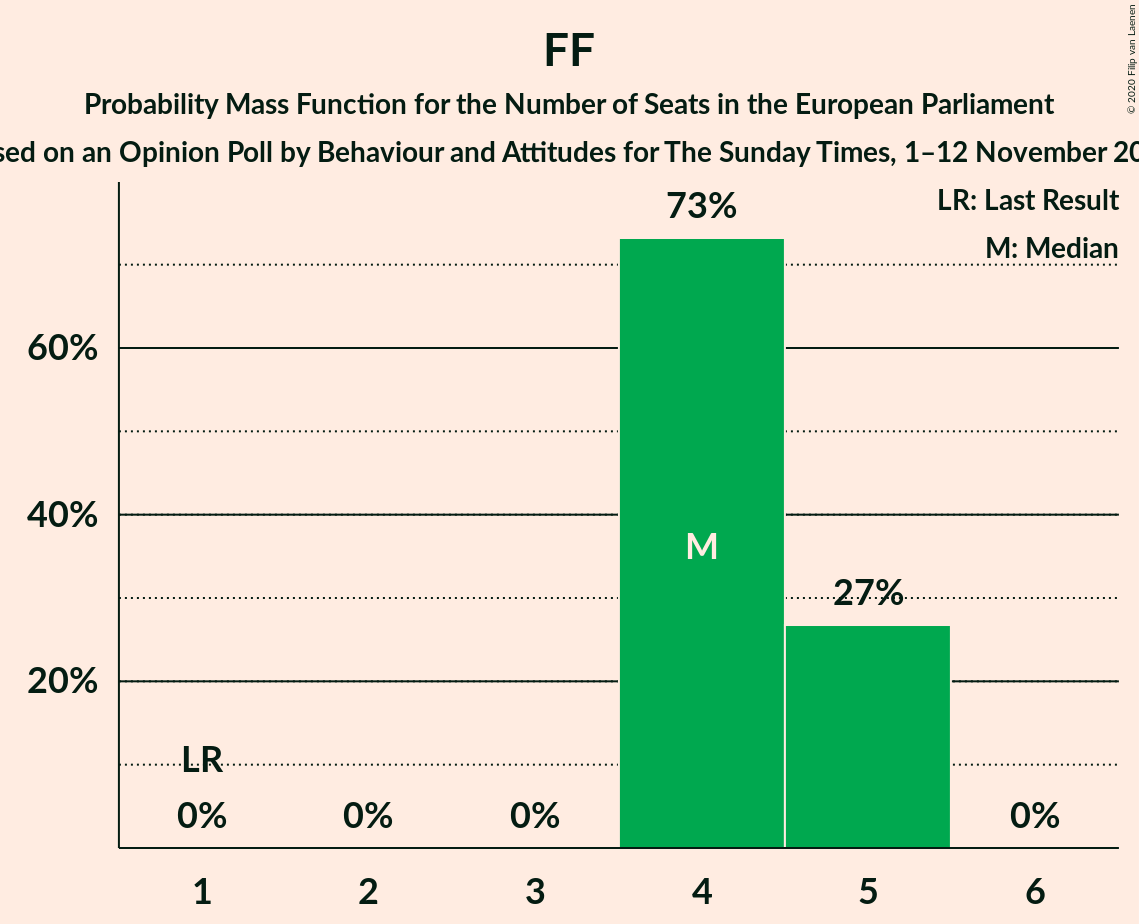 FF
Probability Mass Function for the Number of Seats in the European Parliament
on an Opinion Poll by Behaviour and Attitudes for The Sunday Times, 1–12 November
© 2020 Filip van Laenen
LR: Last Result
M: Median
73%
60%
40%
M
27%
20%
LR
0% 0% 0% 0%
1 2 3 4 5 6